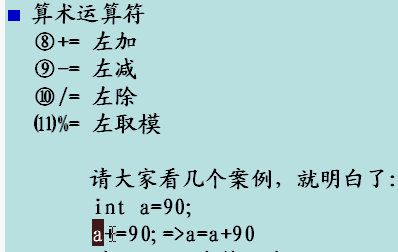 算术运算符
⑧+= 左加
⑨-= 左减
⑩/= 左除
⑾%= 左取模
请大家看几个案例，就明白了：
int a=90;
a+=90;=>a=a+90